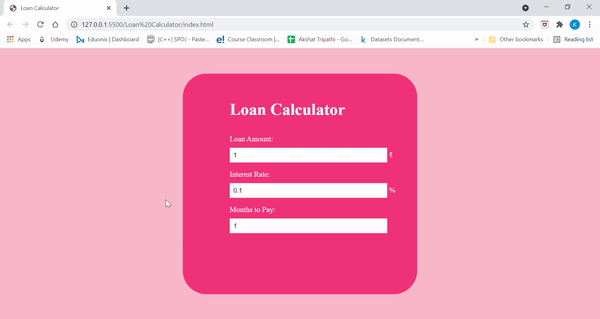 Loan Calculator
127.0.0.1:5500/Loan%20Calculator/index.html
K
Apps Udemy Eduonix | Dashboard [C++] SPOJ - Paste... Course Classroom |... Akshat Tripathi - Go... Datasets Document... » Other bookmarks Reading list
Loan Calculator
Loan Amount:
1 ₹
Interest Rate:
0.1 %
Months to Pay:
1